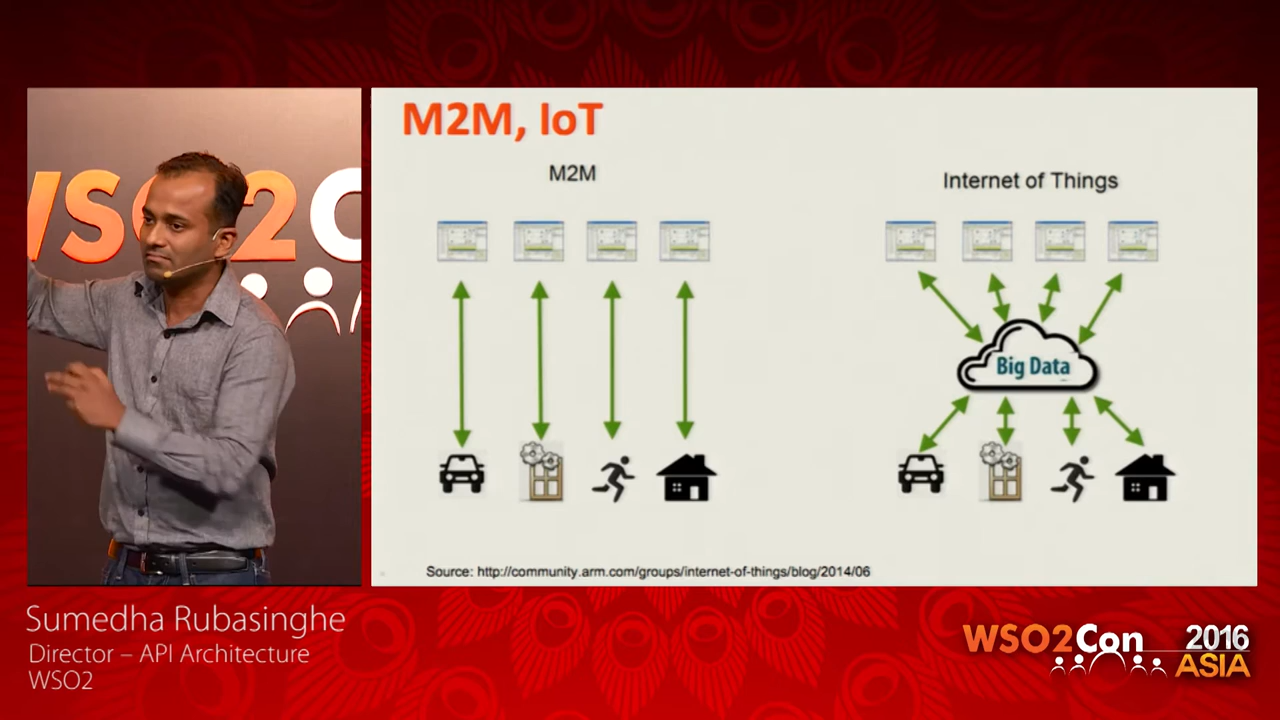 WSO2C
M2M, IoT
M2M
Internet of Things
Big Data
Source: http://community.arm.com/groups/internet-of-things/blog/2014/06
Sumedha Rubasinghe
Director – API Architecture
WSO2
WSO2Con 2016
ASIA